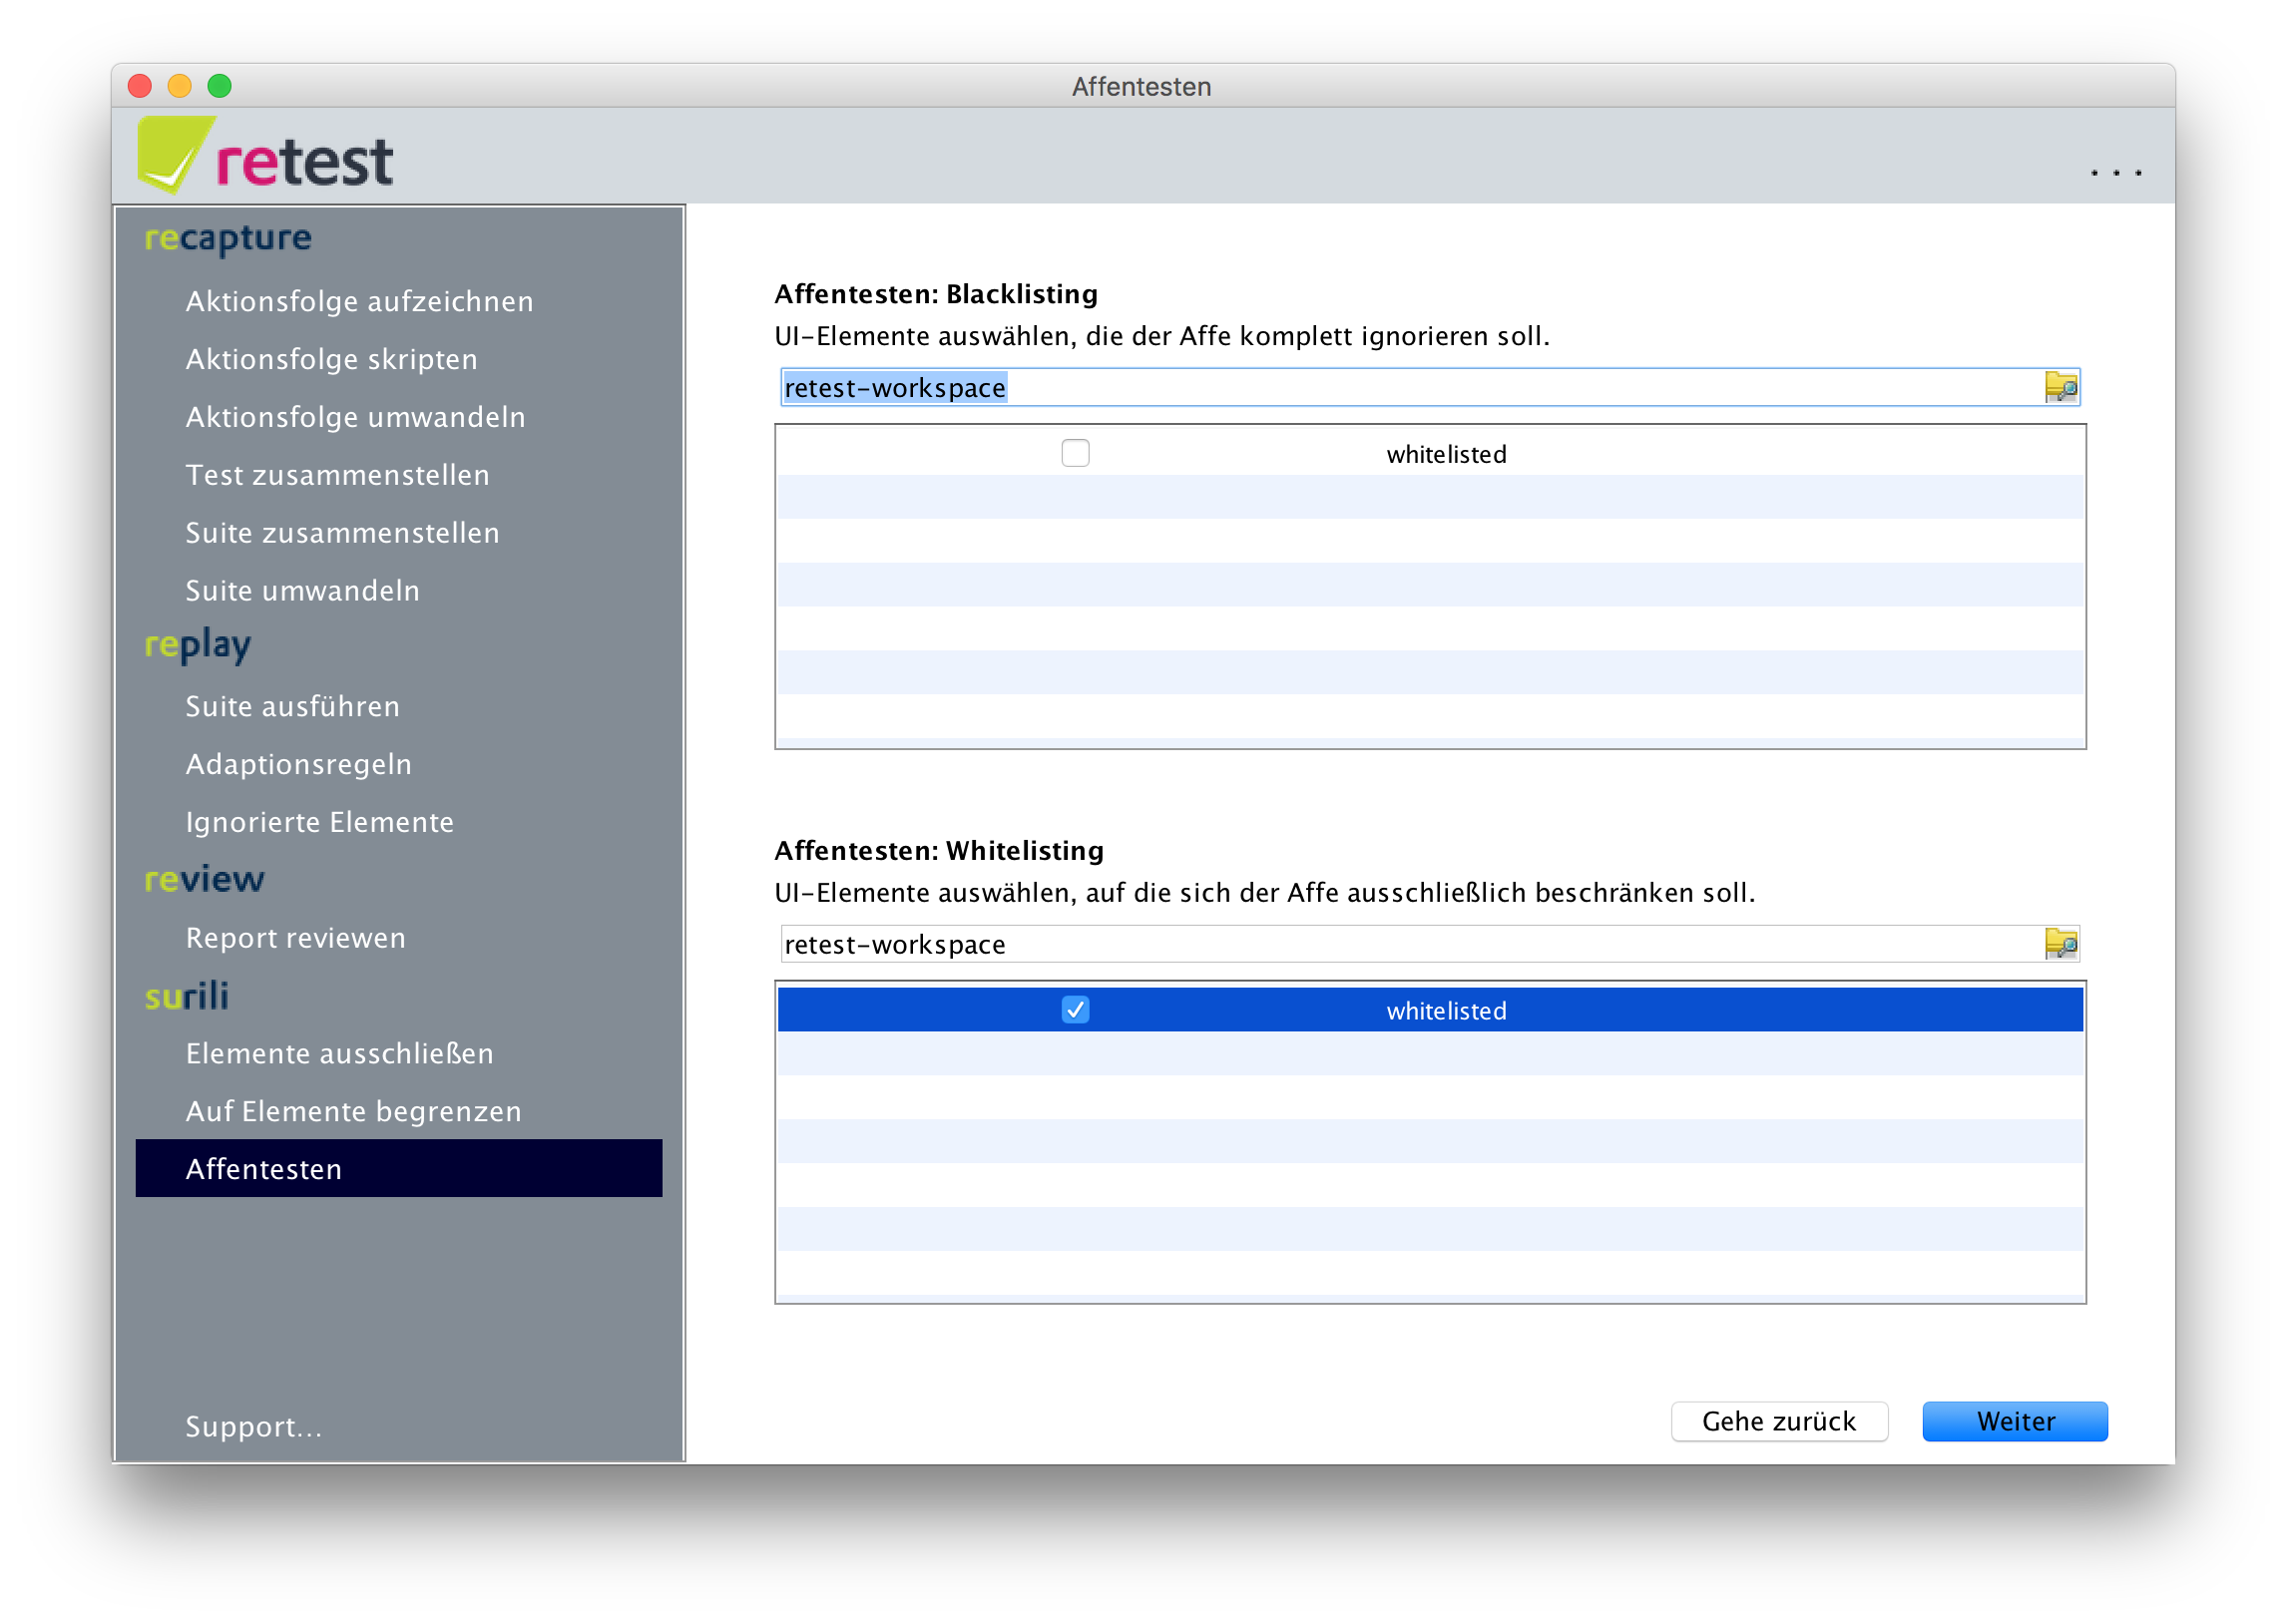 Affentesten
retest
...
recapture
Aktionsfolge aufzeichnen
Aktionsfolge skripten
Aktionsfolge umwandeln
Test zusammenstellen
Suite zusammenstellen
Suite umwandeln
replay
Suite ausführen
Adaptionsregeln
Ignorierte Elemente
review
Report reviewen
surili
Elemente ausschließen
Auf Elemente begrenzen
Affentesten
Support...
Affentesten: Blacklisting
UI-Elemente auswählen, die der Affe komplett ignorieren soll.
retest-workspace
whitelisted
Affentesten: Whitelisting
UI-Elemente auswählen, auf die sich der Affe ausschließlich beschränken soll.
retest-workspace
whitelisted
Gehe zurück
Weiter